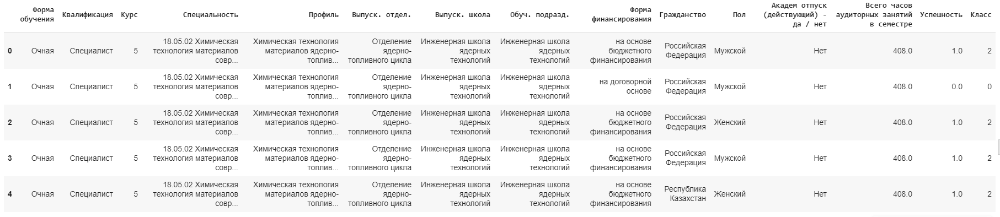 Форма обучения Квалификация Курс Специальность Профиль Выпуск. отдел. Выпуск. школа Обуч. подразд. Форма финансирования Гражданство Пол Академ отпуск (действующий) - да / нет Всего часов аудиторных занятий в семестре Успешность Класс
0 Очная Специалист 5 18.05.02 Химическая технология материалов совр... Химическая технология материалов ядерно-топлив... Отделение ядерно-топливного цикла Инженерная школа ядерных технологий Инженерная школа ядерных технологий на основе бюджетного финансирования Российская Федерация Мужской Нет 408.0 1.0 2
1 Очная Специалист 5 18.05.02 Химическая технология материалов совр... Химическая технология материалов ядерно-топлив... Отделение ядерно-топливного цикла Инженерная школа ядерных технологий Инженерная школа ядерных технологий на договорной основе Российская Федерация Мужской Нет 408.0 0.0 0
2 Очная Специалист 5 18.05.02 Химическая технология материалов совр... Химическая технология материалов ядерно-топлив... Отделение ядерно-топливного цикла Инженерная школа ядерных технологий Инженерная школа ядерных технологий на основе бюджетного финансирования Российская Федерация Женский Нет 408.0 1.0 2
3 Очная Специалист 5 18.05.02 Химическая технология материалов совр... Химическая технология материалов ядерно-топлив... Отделение ядерно-топливного цикла Инженерная школа ядерных технологий Инженерная школа ядерных технологий на основе бюджетного финансирования Российская Федерация Мужской Нет 408.0 1.0 2
4 Очная Специалист 5 18.05.02 Химическая технология материалов совр... Химическая технология материалов ядерно-топлив... Отделение ядерно-топливного цикла Инженерная школа ядерных технологий Инженерная школа ядерных технологий на основе бюджетного финансирования Республика Казахстан Женский Нет 408.0 1.0 2